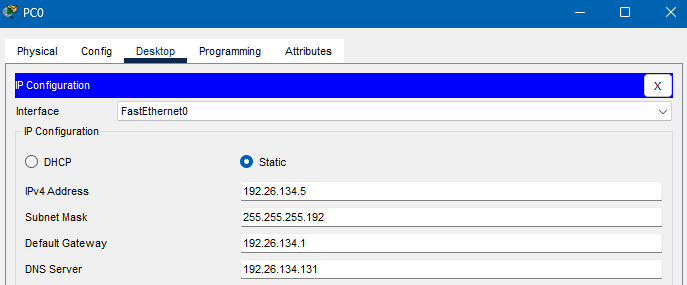 PC0
Physical Config Desktop Programming Attributes
IP Configuration X
Interface FastEthernet0
IP Configuration
DHCP Static
IPv4 Address 192.26.134.5
Subnet Mask 255.255.255.192
Default Gateway 192.26.134.1
DNS Server 192.26.134.131